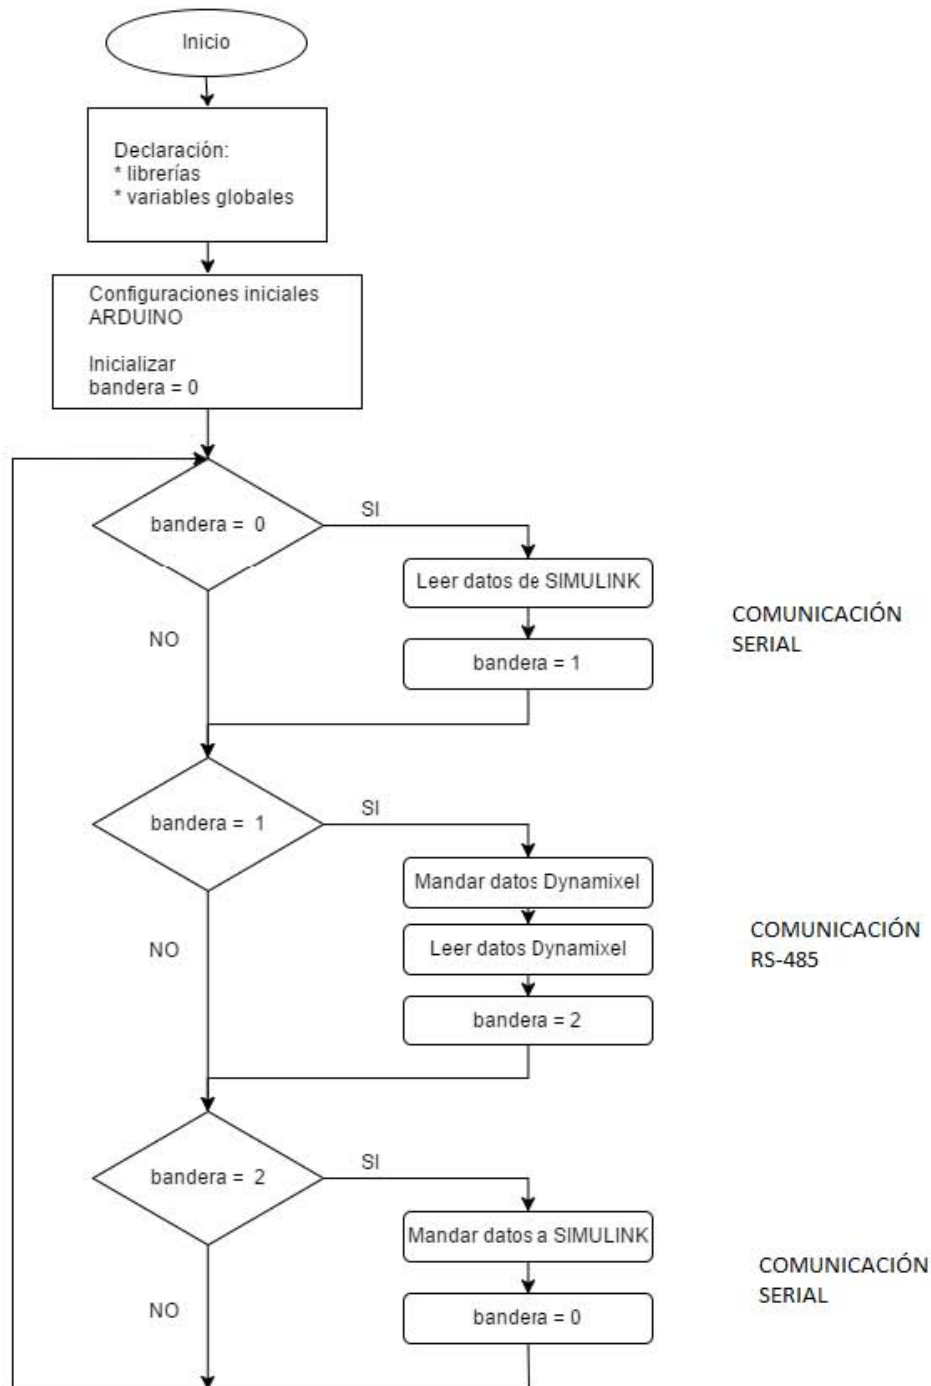 Inicio
Declaración:
* librerías
* variables globales
Configuraciones iniciales
ARDUINO
Inicializar
bandera = 0
bandera = 0
SI
Leer datos de SIMULINK
COMUNICACIÓN
SERIAL
NO
bandera = 1
bandera = 1
SI
Mandar datos Dynamixel
NO
Leer datos Dynamixel
COMUNICACIÓN
RS-485
bandera = 2
bandera = 2
SI
Mandar datos a SIMULINK
COMUNICACIÓN
SERIAL
NO
bandera = 0